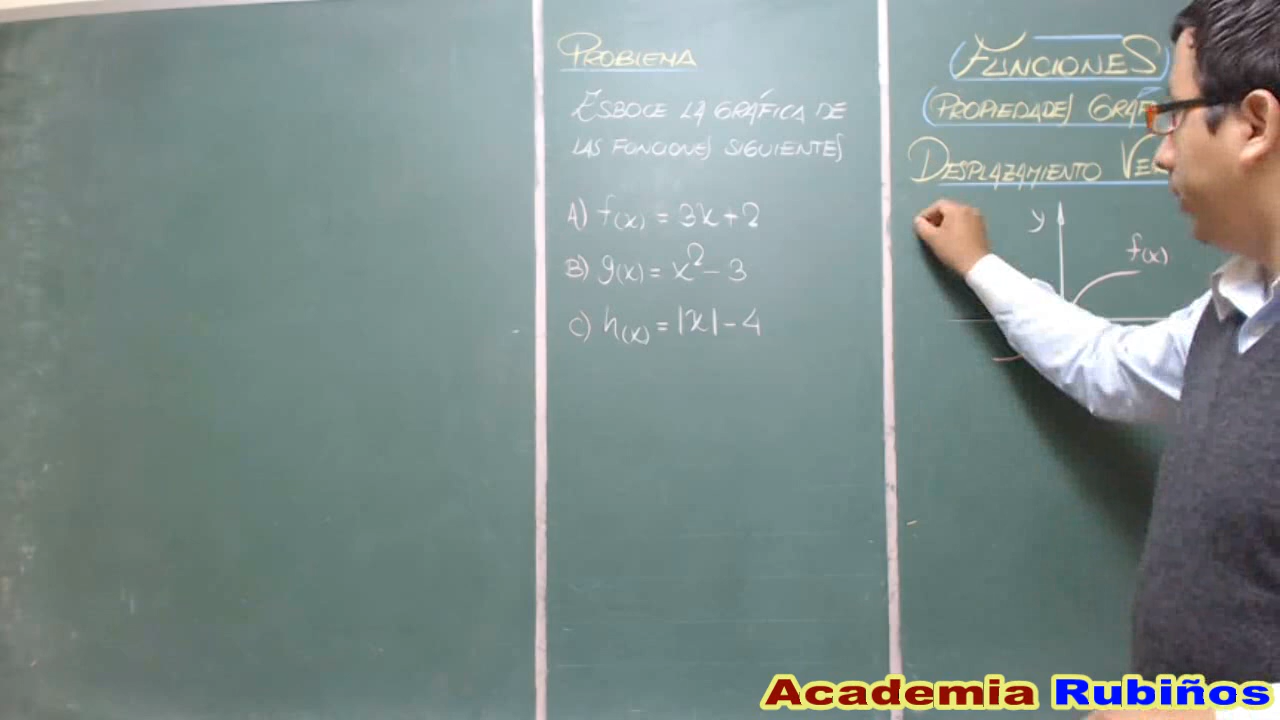 PROBLEMA
ESBOCE LA GRÁFICA DE
LAS FUNCIONES SIGUIENTES
A) f(x) = 3x+2
B) g(x) = x² - 3
C) h(x) = |x| - 4
(FUNCIONES)
(PROPIEDADES GRÁF
DESPLAZAMIENTO VE
y
f(x)
Academia Rubiños